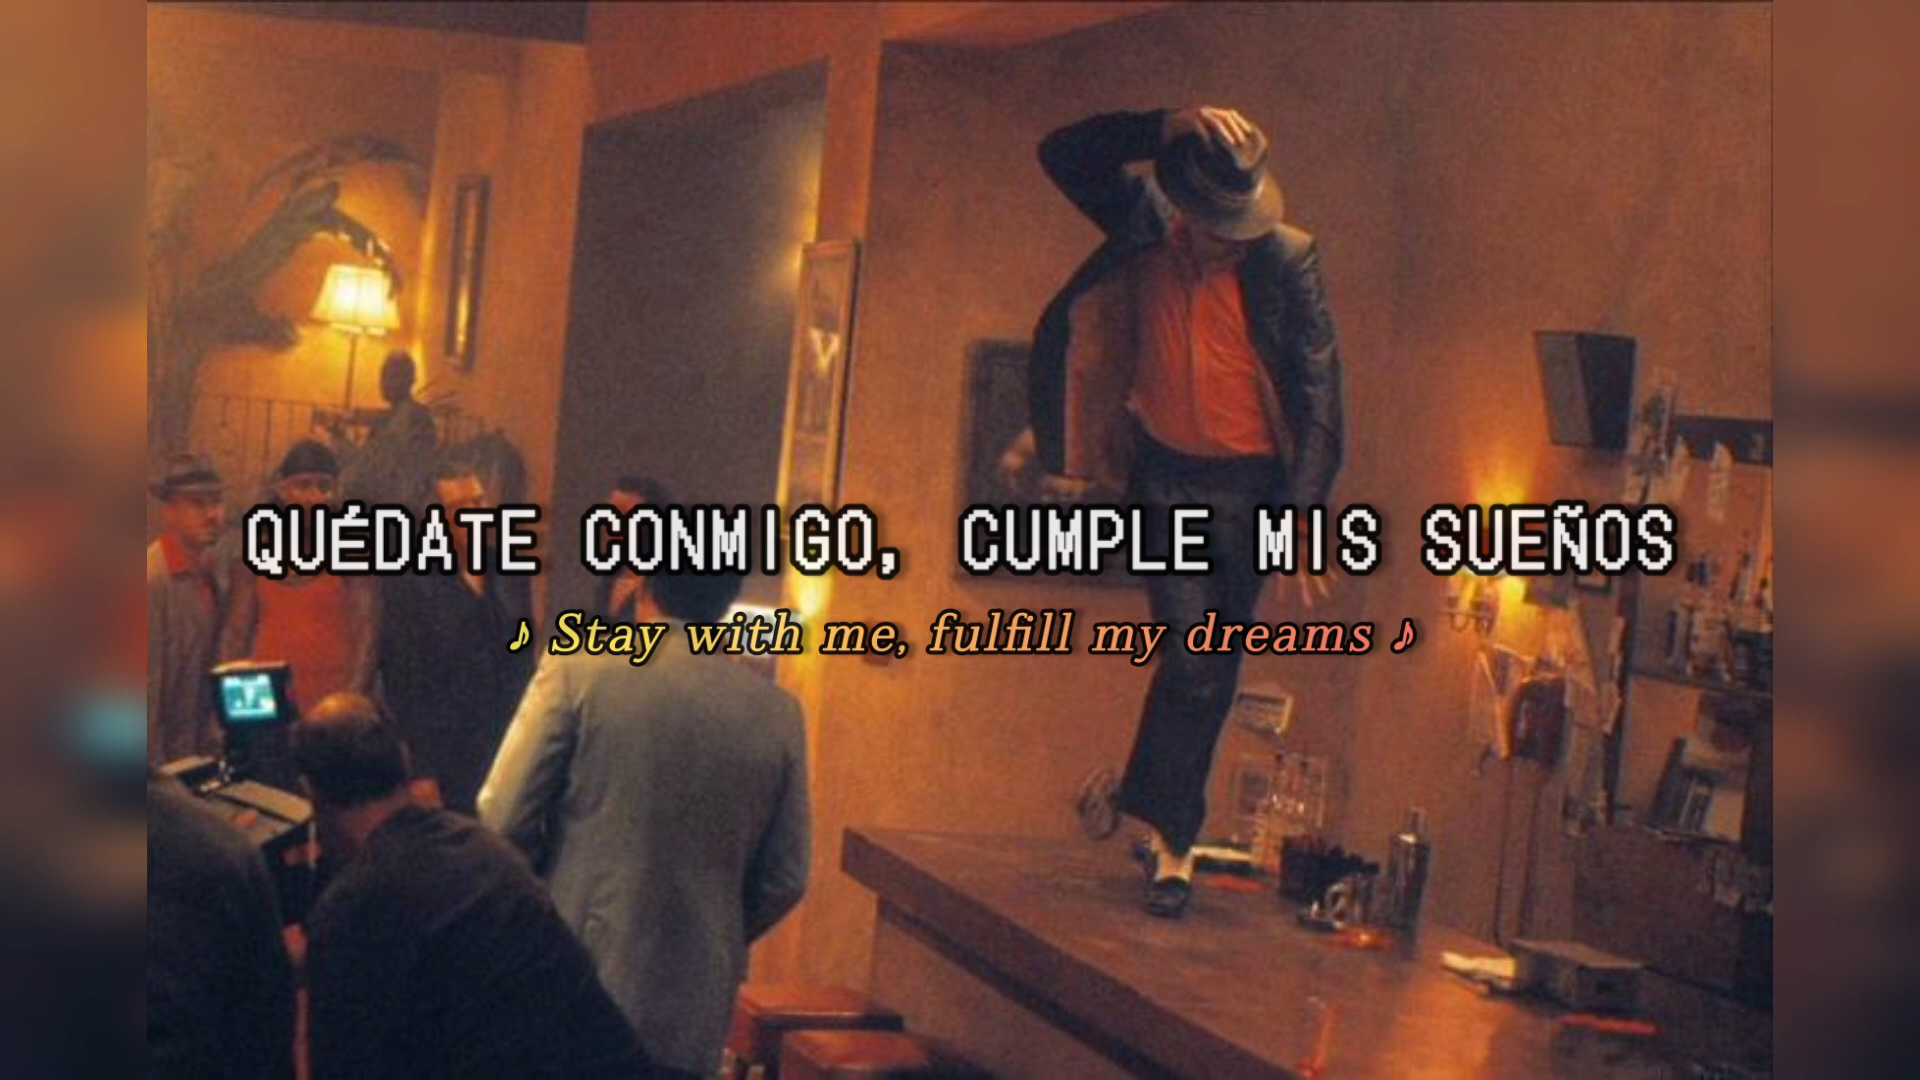 QUÉDATE CONMIGO, CUMPLE MIS SUEÑOS
♪ Stay with me, fulfill my dreams ♪